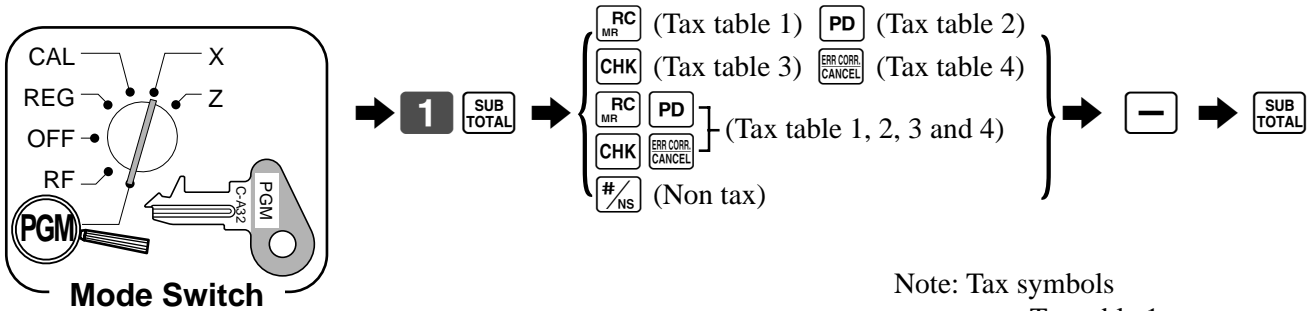 CAL X
REG Z
OFF
RF
PGM
PGM
C-A32
Mode Switch
1 SUB TOTAL
RC MR (Tax table 1) PD (Tax table 2)
CHK (Tax table 3) ERR CORR. CANCEL (Tax table 4)
RC MR PD
CHK ERR CORR. CANCEL (Tax table 1, 2, 3 and 4)
#/NS (Non tax)
− SUB TOTAL
Note: Tax symbols